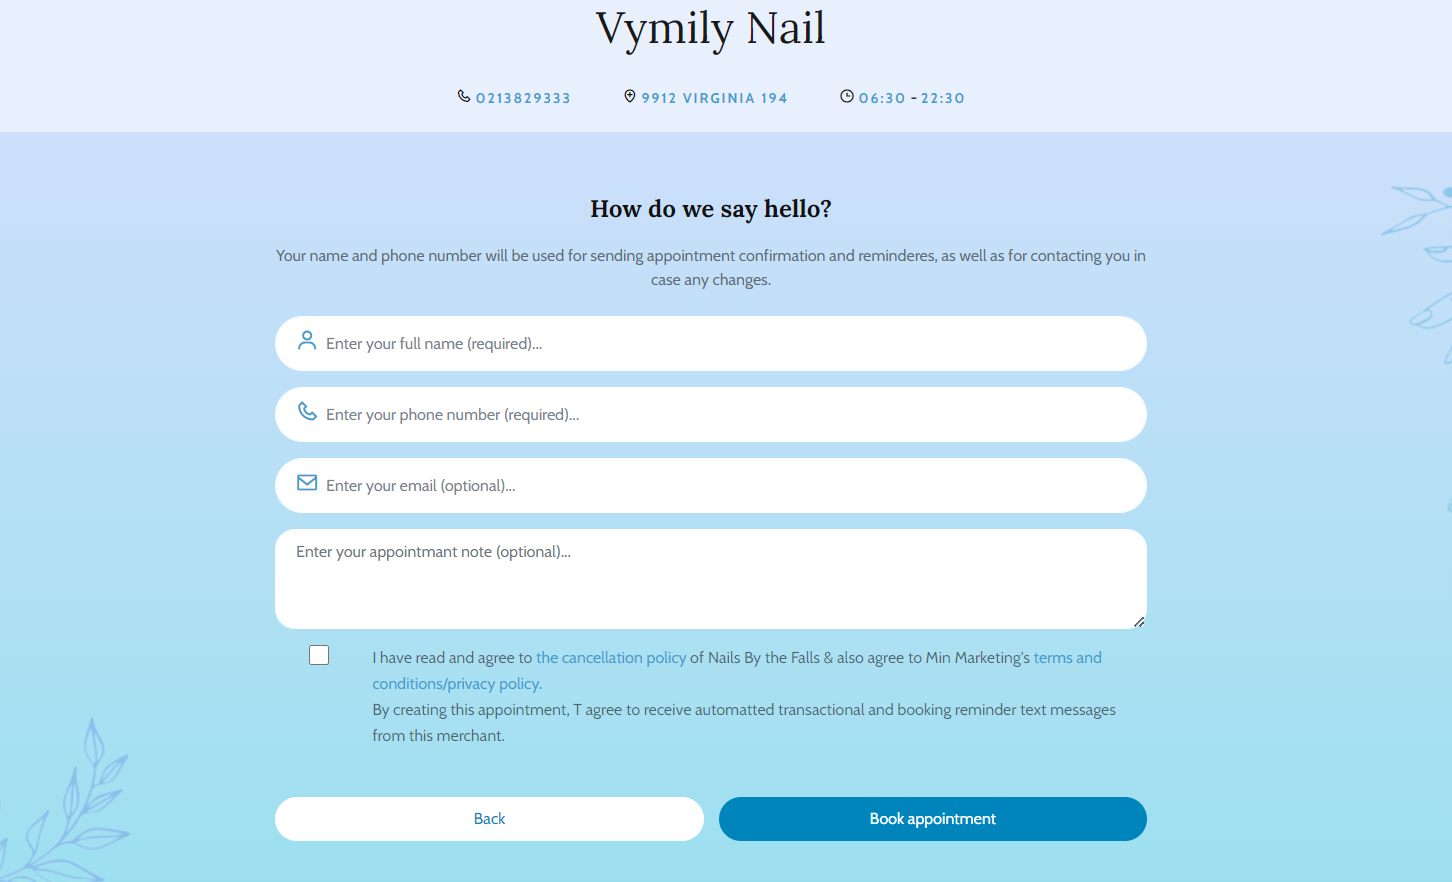 Vymily Nail
0213829333 9912 VIRGINIA 194 06:30 - 22:30
How do we say hello?
Your name and phone number will be used for sending appointment confirmation and reminderes, as well as for contacting you in
case any changes.
Enter your full name (required)...
Enter your phone number (required)...
Enter your email (optional)...
Enter your appointmant note (optional)...
I have read and agree to the cancellation policy of Nails By the Falls & also agree to Min Marketing's terms and
conditions/privacy policy.
By creating this appointment, T agree to receive automatted transactional and booking reminder text messages
from this merchant.
Back Book appointment